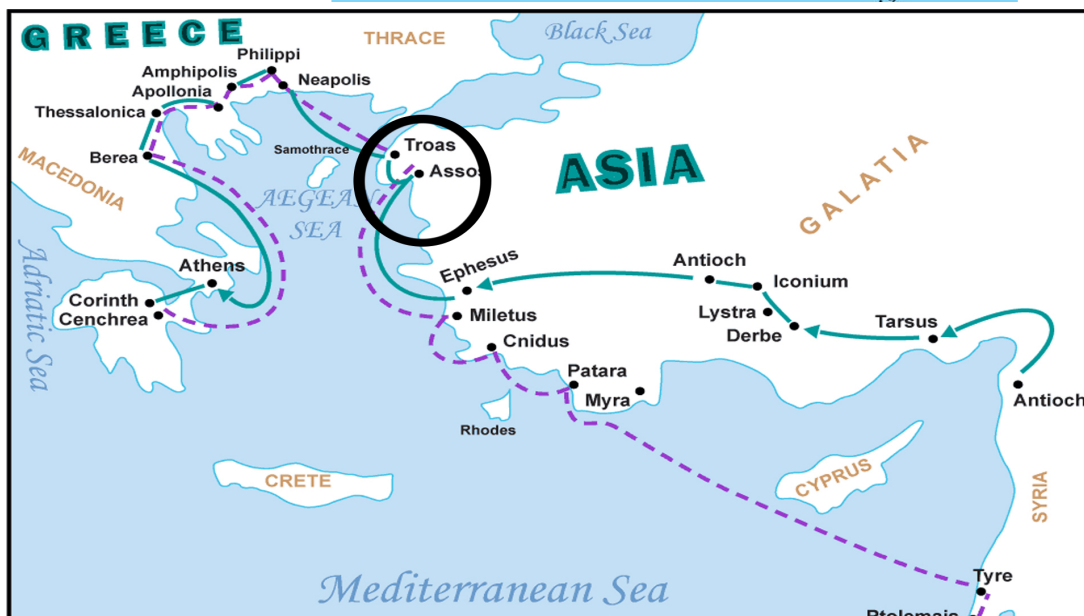 GREECE
THRACE
Black Sea
Philippi
Amphipolis
Neapolis
Apollonia
Thessalonica
Troas
Samothrace
Berea
Assos
ASIA
GALATIA
MACEDONIA
AEGEAN
SEA
Adriatic Sea
Athens
Ephesus
Antioch
Iconium
Corinth
Cenchrea
Miletus
Lystra
Derbe
Tarsus
Cnidus
Patara
Myra
Antioch
Rhodes
CRETE
CYPRUS
SYRIA
Mediterranean Sea
Tyre
Ptolemais